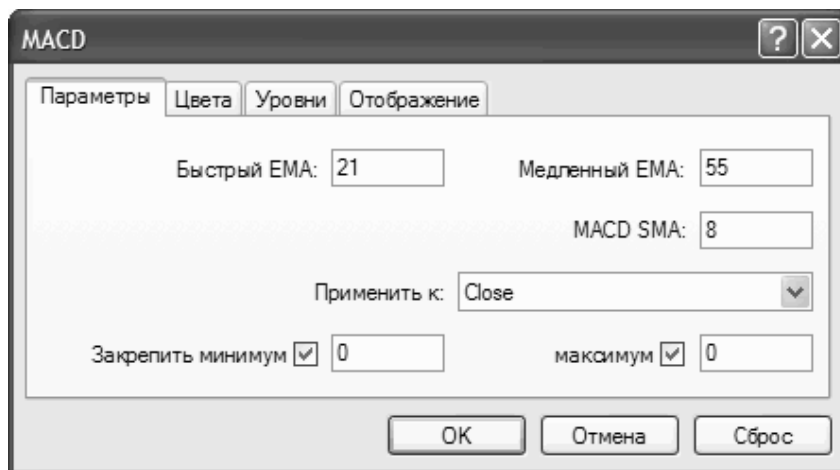 MACD
Параметры Цвета Уровни Отображение
Быстрый EMA: 21 Медленный EMA: 55
MACD SMA: 8
Применить к: Close
Закрепить минимум 0 максимум 0
OK Отмена Сброс